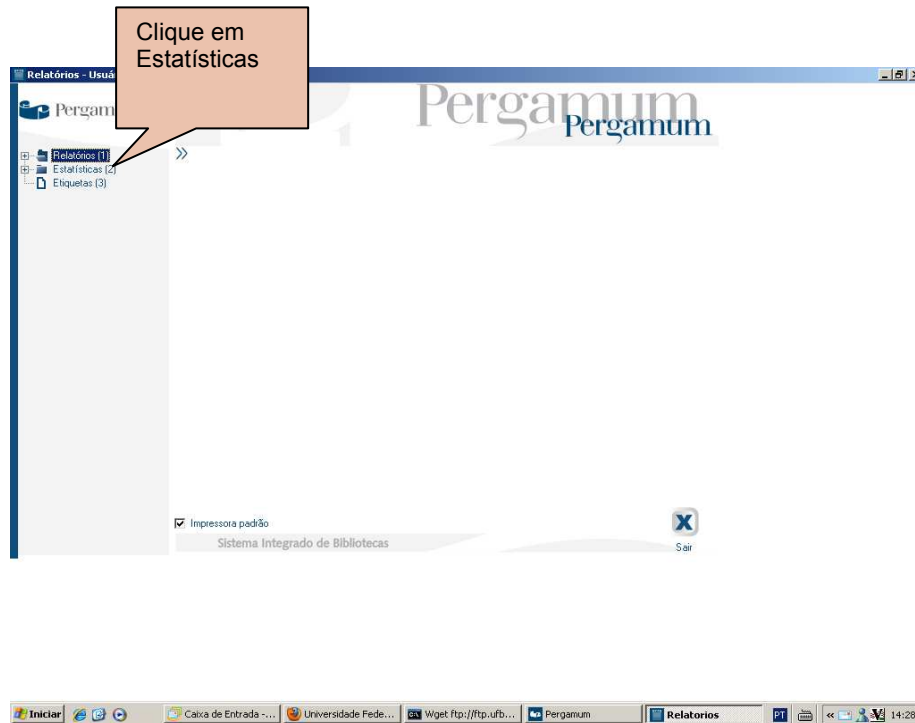 Clique em
Estatísticas
Relatórios - Usuá
Pergam
Pergamum
Pergamum
Relatórios (1)
»
Estatísticas (2)
Etiquetas (3)
Impressora padrão
Sistema Integrado de Bibliotecas
Sair
Iniciar
Caixa de Entrada -...
Universidade Fede...
Wget ftp://ftp.ufb...
Pergamum
Relatorios
PT
«
14:28